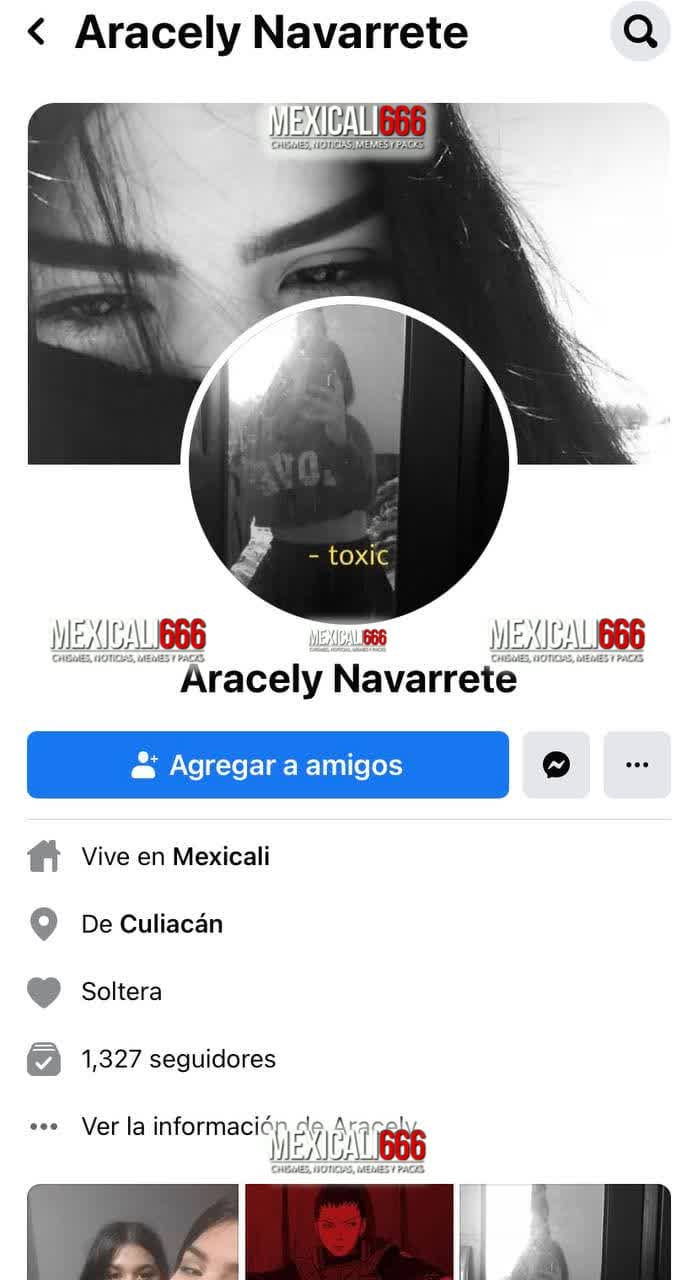 Aracely Navarrete
MEXICALI666
CHISMES, NOTICIAS, MEMES Y PACKS
- toxic
MEXICALI666
CHISMES, NOTICIAS, MEMES Y PACKS
MEXICALI666
CHISMES, NOTICIAS, MEMES Y PACKS
MEXICALI666
CHISMES, NOTICIAS, MEMES Y PACKS
Aracely Navarrete
Agregar a amigos
Vive en Mexicali
De Culiacán
Soltera
1,327 seguidores
Ver la información de Aracely
MEXICALI666
CHISMES, NOTICIAS, MEMES Y PACKS